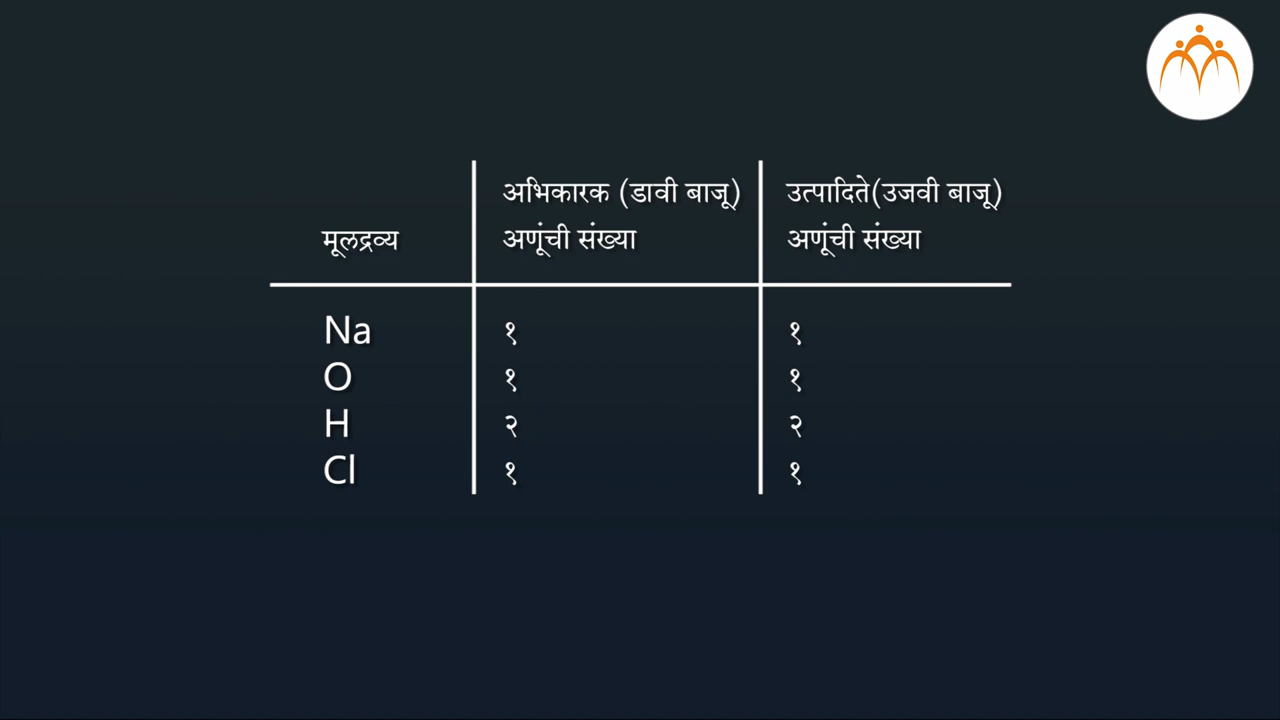 अभिकारक (डावी बाजू) उत्पादिते(उजवी बाजू)
मूलद्रव्य अणूंची संख्या अणूंची संख्या
Na १ १
O १ १
H २ २
Cl १ १